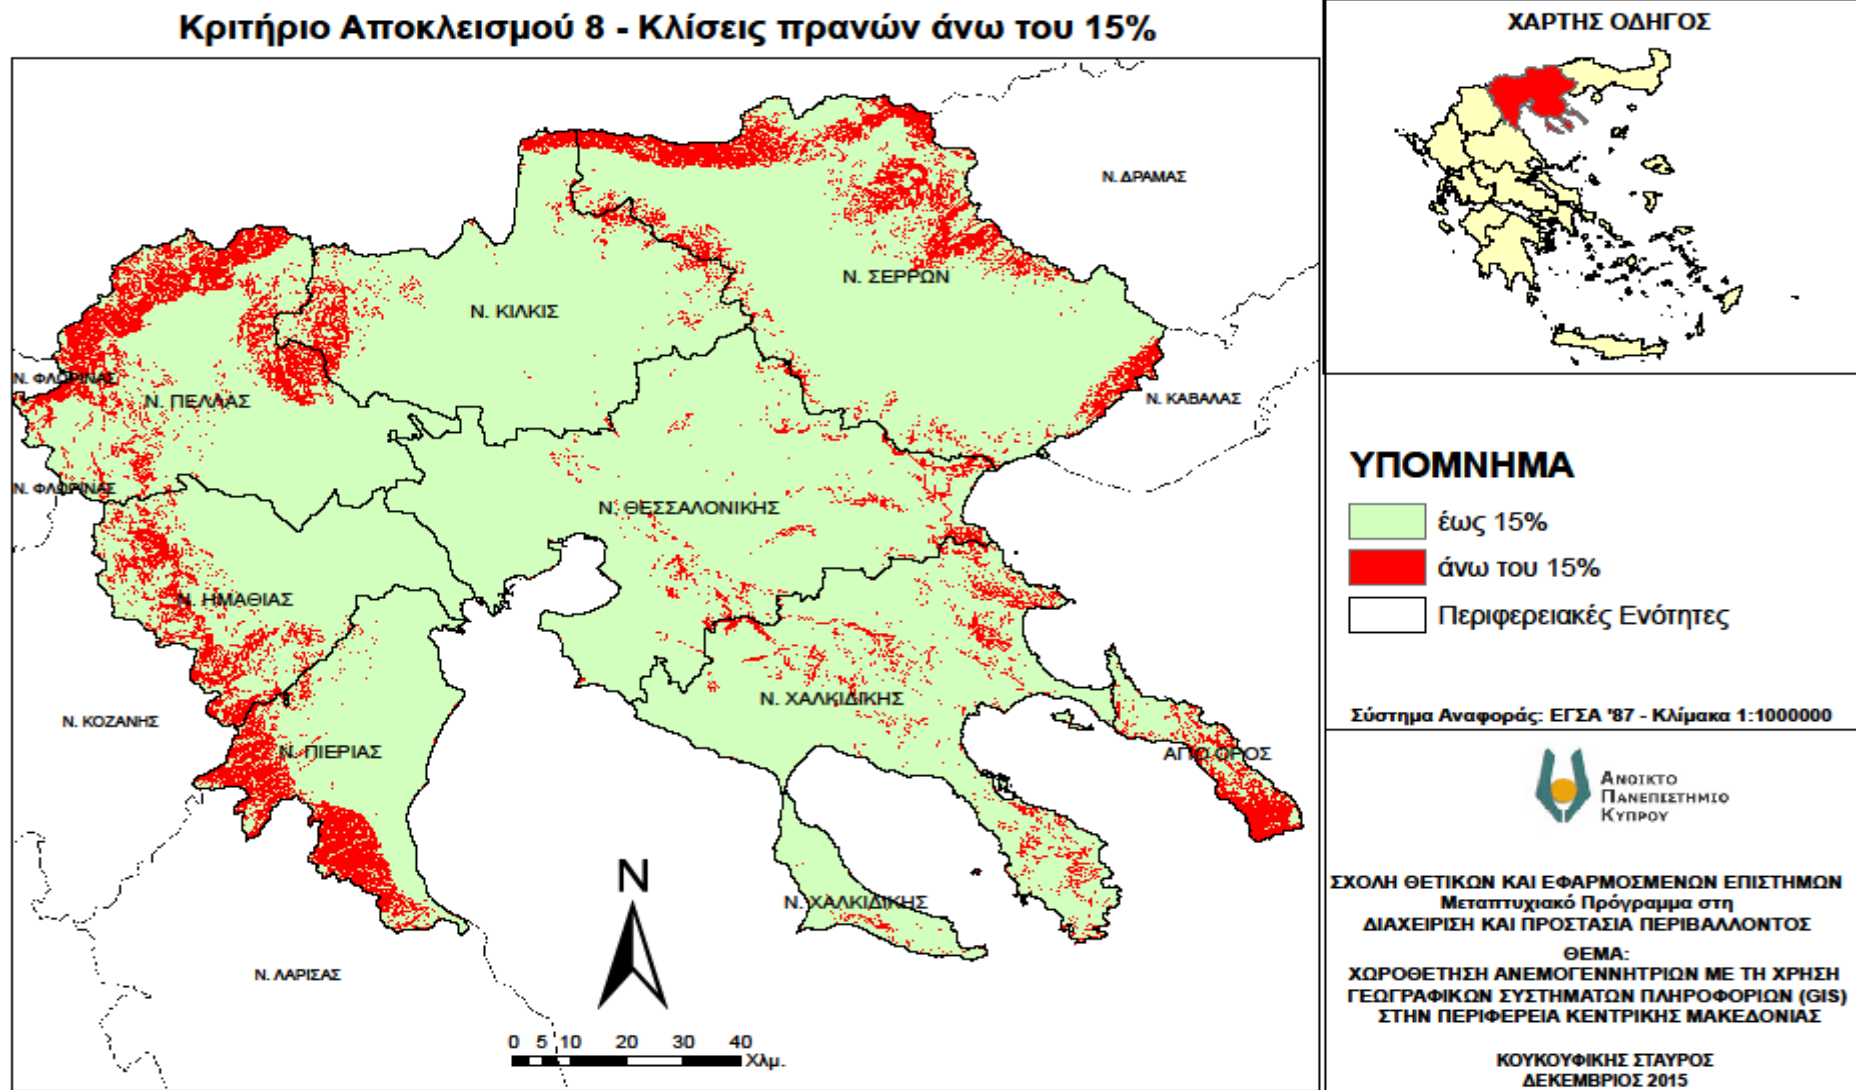 Κριτήριο Αποκλεισμού 8 - Κλίσεις πρανών άνω του 15%
Ν. ΔΡΑΜΑΣ
Ν. ΣΕΡΡΩΝ
Ν. ΚΙΛΚΙΣ
Ν. ΦΛΩΡΙΝΑΣ
Ν. ΠΕΛΛΑΣ
Ν. ΚΑΒΑΛΑΣ
Ν. ΦΛΩΡΙΝΑΣ
Ν. ΘΕΣΣΑΛΟΝΙΚΗΣ
Ν. ΗΜΑΘΙΑΣ
Ν. ΧΑΛΚΙΔΙΚΗΣ
Ν. ΚΟΖΑΝΗΣ
Ν. ΠΙΕΡΙΑΣ
ΑΓΙΟ ΟΡΟΣ
Ν. ΧΑΛΚΙΔΙΚΗΣ
Ν. ΛΑΡΙΣΑΣ
N
0 5 10 20 30 40
Χλμ.
ΧΑΡΤΗΣ ΟΔΗΓΟΣ
ΥΠΟΜΝΗΜΑ
έως 15%
άνω του 15%
Περιφερειακές Ενότητες
Σύστημα Αναφοράς: ΕΓΣΑ '87 - Κλίμακα 1:1000000
ΑΝΟΙΚΤΟ
ΠΑΝΕΠΙΣΤΗΜΙΟ
ΚΥΠΡΟΥ
ΣΧΟΛΗ ΘΕΤΙΚΩΝ ΚΑΙ ΕΦΑΡΜΟΣΜΕΝΩΝ ΕΠΙΣΤΗΜΩΝ
Μεταπτυχιακό Πρόγραμμα στη
ΔΙΑΧΕΙΡΙΣΗ ΚΑΙ ΠΡΟΣΤΑΣΙΑ ΠΕΡΙΒΑΛΛΟΝΤΟΣ
ΘΕΜΑ:
ΧΩΡΟΘΕΤΗΣΗ ΑΝΕΜΟΓΕΝΝΗΤΡΙΩΝ ΜΕ ΤΗ ΧΡΗΣΗ
ΓΕΩΓΡΑΦΙΚΩΝ ΣΥΣΤΗΜΑΤΩΝ ΠΛΗΡΟΦΟΡΙΩΝ (GIS)
ΣΤΗΝ ΠΕΡΙΦΕΡΕΙΑ ΚΕΝΤΡΙΚΗΣ ΜΑΚΕΔΟΝΙΑΣ
ΚΟΥΚΟΥΦΙΚΗΣ ΣΤΑΥΡΟΣ
ΔΕΚΕΜΒΡΙΟΣ 2015